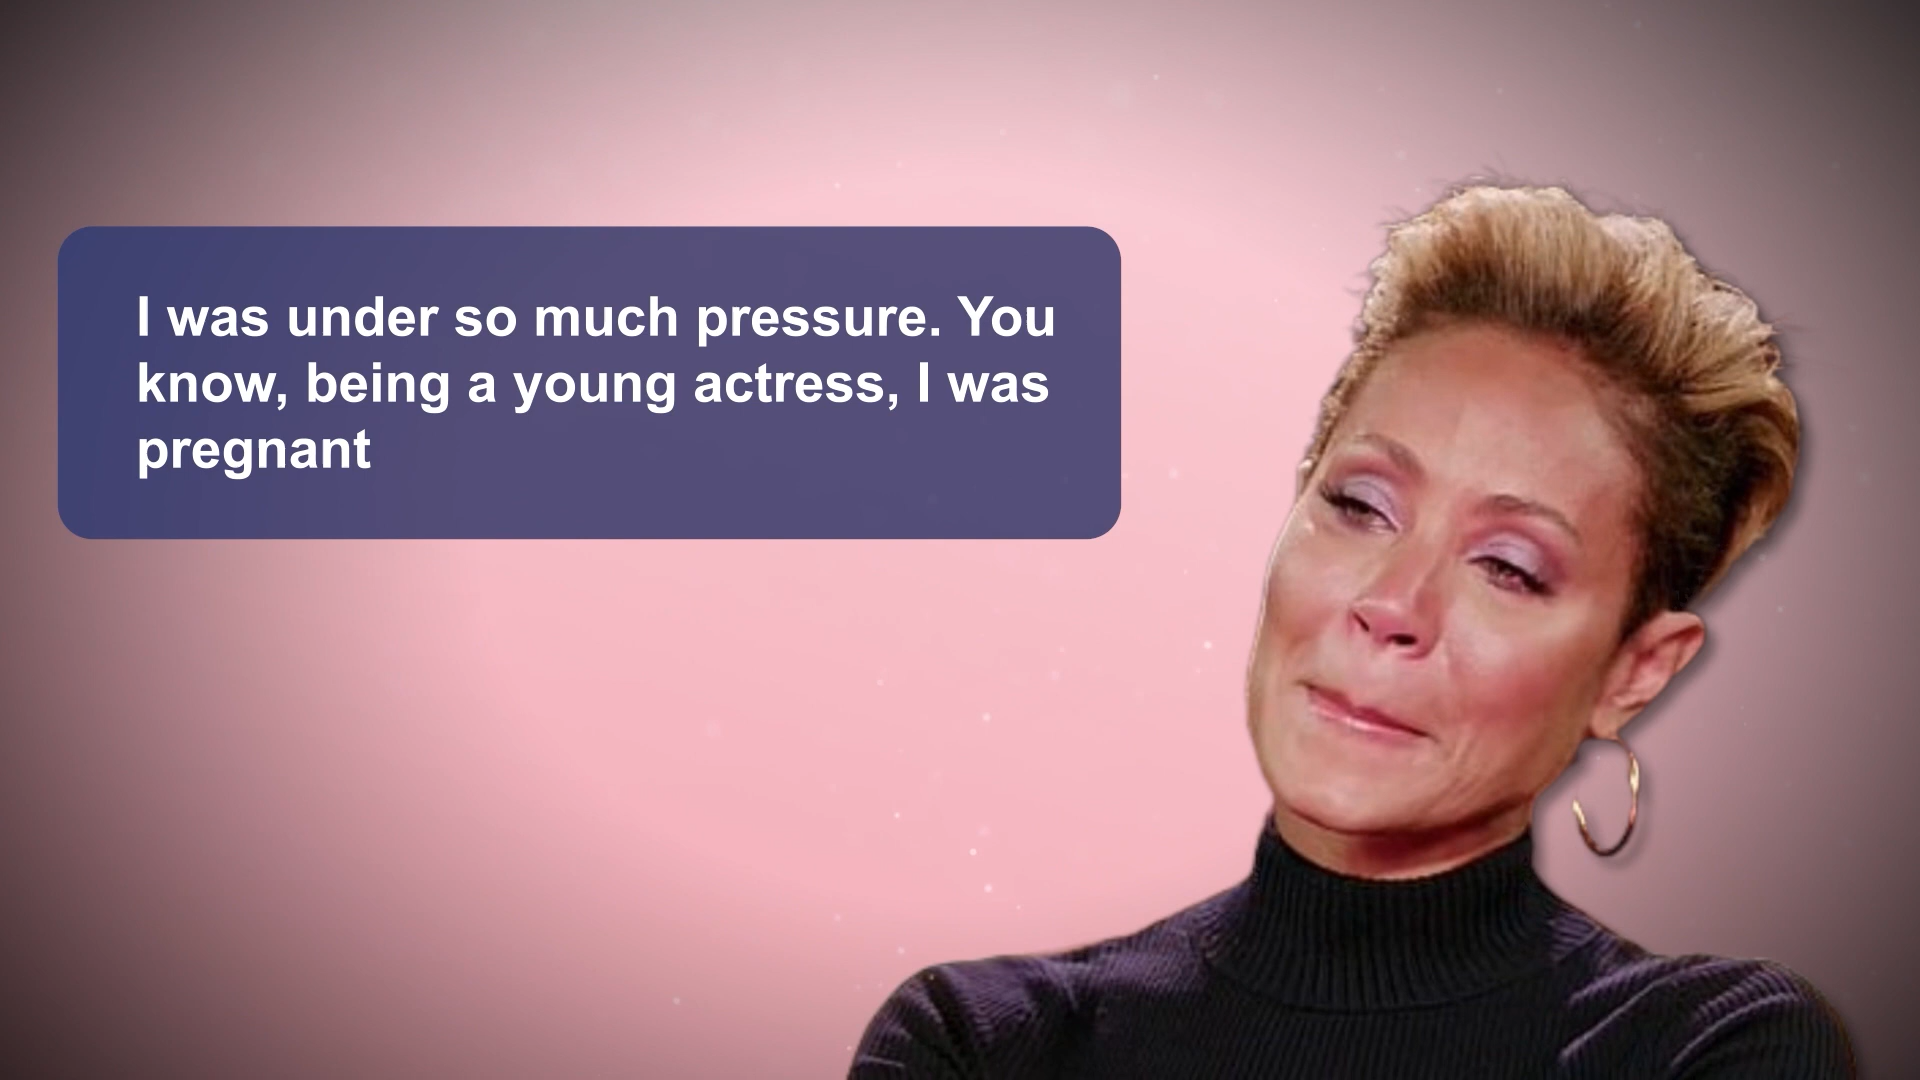 I was under so much pressure. You
know, being a young actress, I was
pregnant